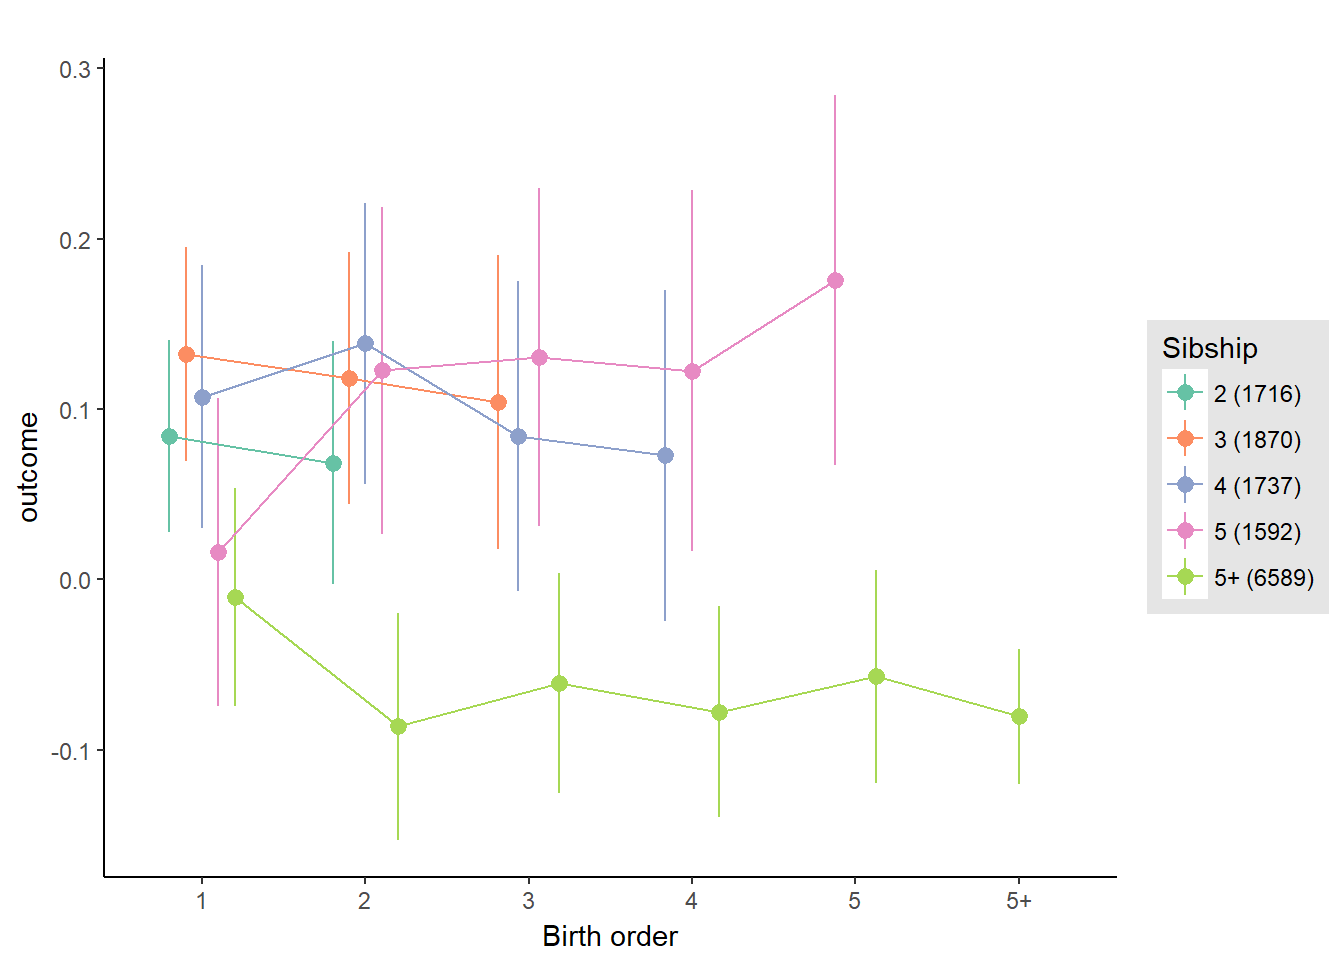 0.3
0.2
0.1
0.0
-0.1
outcome
1 2 3 4 5 5+
Birth order
Sibship
2 (1716)
3 (1870)
4 (1737)
5 (1592)
5+ (6589)